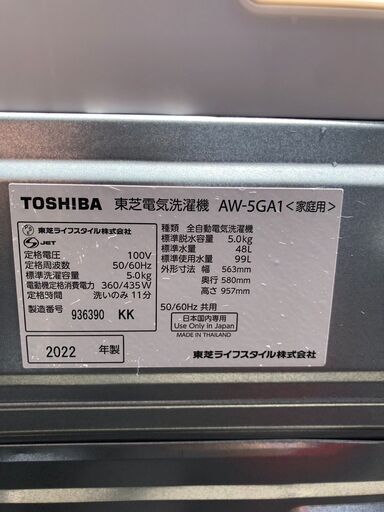 TOSHIBA 東芝電気洗濯機 AW-5GA1<家庭用>
東芝ライフスタイル株式会社
JET
定格電圧 100V
定格周波数 50/60Hz
標準洗濯容量 5.0kg
電動機定格消費電力 360/435W
定格時間 洗いのみ 11分
製造番号 936390 KK
2022 年製
種類 全自動電気洗濯機
標準脱水容量 5.0kg
標準水量 48L
標準使用水量 99L
外形寸法 幅 563mm
奥行 580mm
高さ 957mm
50/60Hz 共用
日本国内専用
Use Only in Japan
MADE IN THAILAND
東芝ライフスタイル株式会社